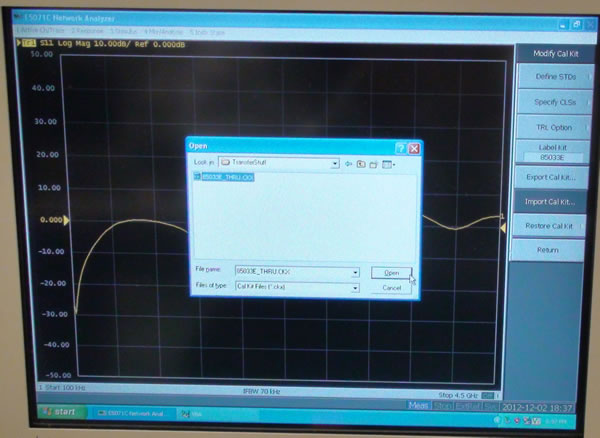 E5071C Network Analyzer
1 Active Ch/Trace 2 Response 3 Stimulus 4 Mkr/Analysis 5 Instr State
Tr1 S11 Log Mag 10.00dB/ Ref 0.000dB
50.00
40.00
30.00
20.00
10.00
0.000
-10.00
-20.00
-30.00
-40.00
-50.00
1
Open
Look in:
TransferStuff
85033E_THRU.CKX
File name:
85033E_THRU.CKX
Open
Files of type:
Cal Kit Files (*.ckx)
Cancel
Modify Cal Kit
Define STDs
Specify CLSs
TRL Option
Label Kit
85033E
Export Cal Kit...
Import Cal Kit...
Restore Cal Kit
Return
1 Start 100 kHz
IFBW 70 kHz
Stop 4.5 GHz
Meas
2012-12-02 18:37
start
E5071C Network Anal...